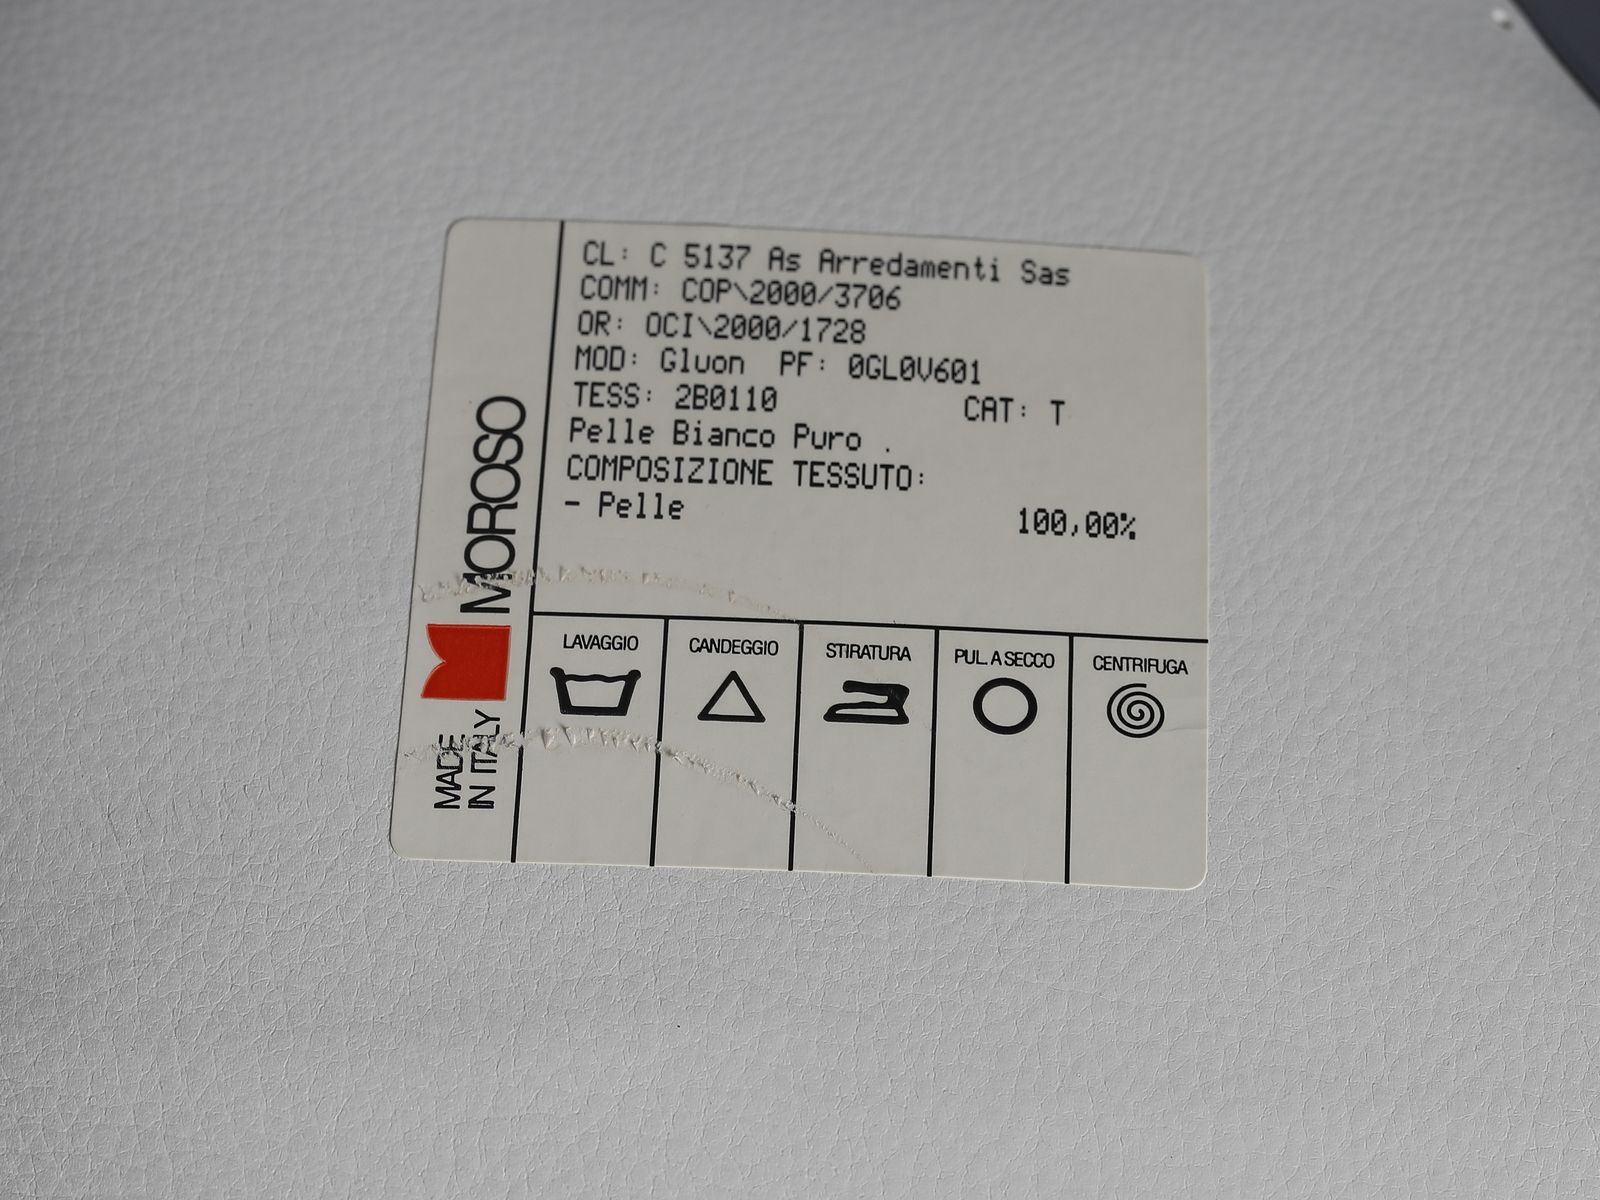 CL: C 5137 As Arredamenti Sas
COMM: COP\2000/3706
OR: OCI\2000/1728
MOD: Gluon PF: 0GL0V601
TESS: 2B0110 CAT: T
Pelle Bianco Puro .
COMPOSIZIONE TESSUTO:
- Pelle 100,00%
MOROSO
MADE
IN ITALY
LAVAGGIO CANDEGGIO STIRATURA PUL. A SECCO CENTRIFUGA